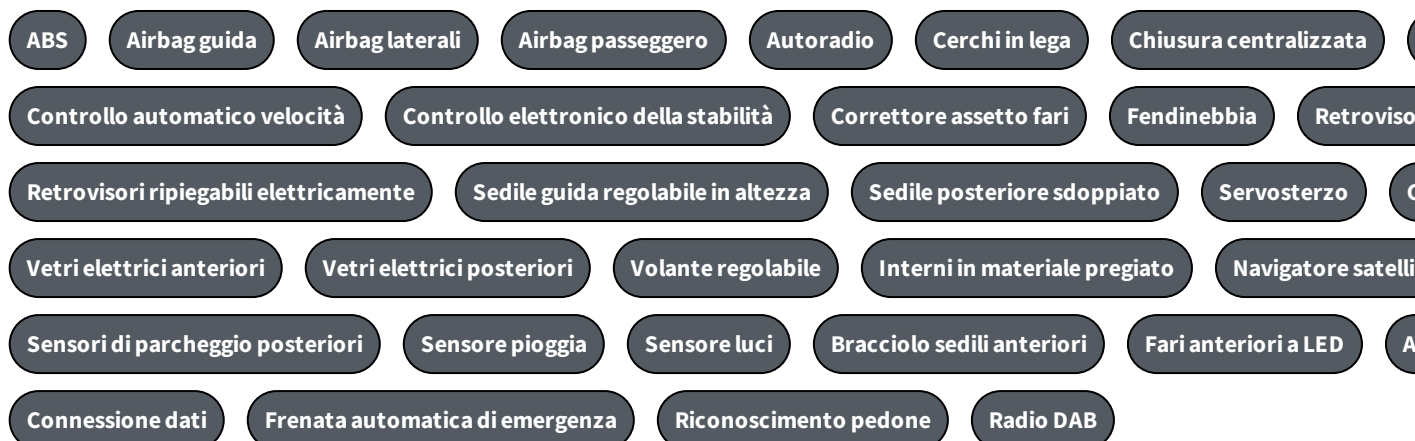 ABS Airbag guida Airbag laterali Airbag passeggero Autoradio Cerchi in lega Chiusura centralizzata
Controllo automatico velocità Controllo elettronico della stabilità Correttore assetto fari Fendinebbia
Retrovisori ripiegabili elettricamente Sedile guida regolabile in altezza Sedile posteriore sdoppiato Servosterzo
Vetri elettrici anteriori Vetri elettrici posteriori Volante regolabile Interni in materiale pregiato Navigatore
Sensori di parcheggio posteriori Sensore pioggia Sensore luci Bracciolo sedili anteriori Fari anteriori a LED
Connessione dati Frenata automatica di emergenza Riconoscimento pedone Radio DAB